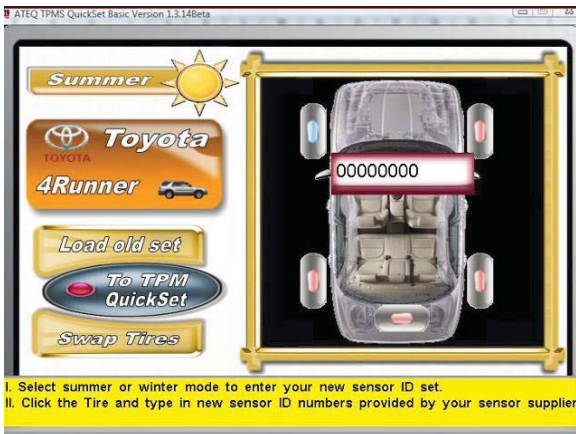 ATEQ TPMS QuickSet Basic Version 1.3.14Beta
Summer
Toyota
TOYOTA
4Runner
00000000
Load old set
To TPM
QuickSet
Swap Tires
I. Select summer or winter mode to enter your new sensor ID set.
II. Click the Tire and type in new sensor ID numbers provided by your sensor supplier